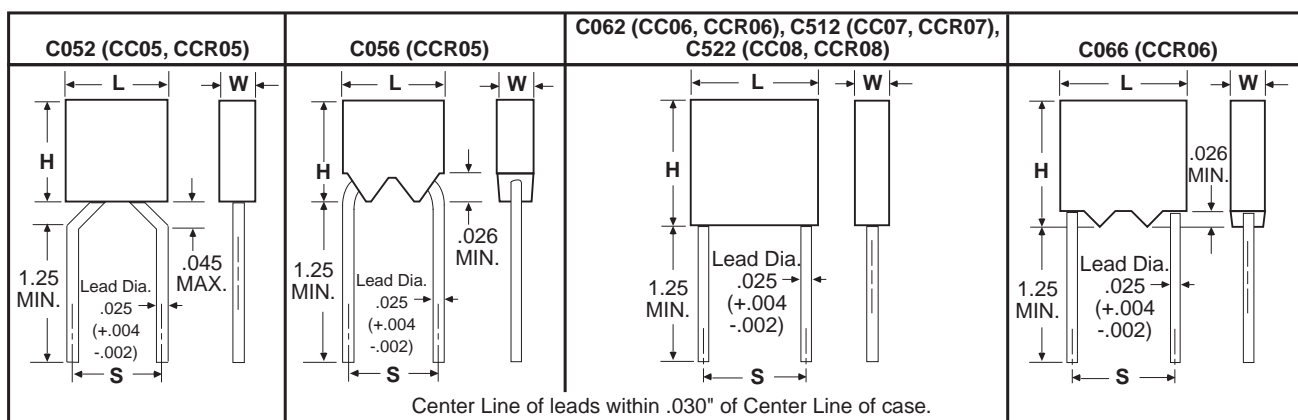 C052 (CC05, CCR05)
L
W
H
1.25
MIN.
.045
MAX.
Lead Dia.
.025
(+.004
-.002)
S
C056 (CCR05)
L
W
H
.026
MIN.
1.25
MIN.
Lead Dia.
.025
(+.004
-.002)
S
C062 (CC06, CCR06), C512 (CC07, CCR07),
C522 (CC08, CCR08)
L
W
H
1.25
MIN.
Lead Dia.
.025
(+.004
-.002)
S
C066 (CCR06)
L
W
H
.026
MIN.
1.25
MIN.
Lead Dia.
.025
(+.004
-.002)
S
Center Line of leads within .030" of Center Line of case.